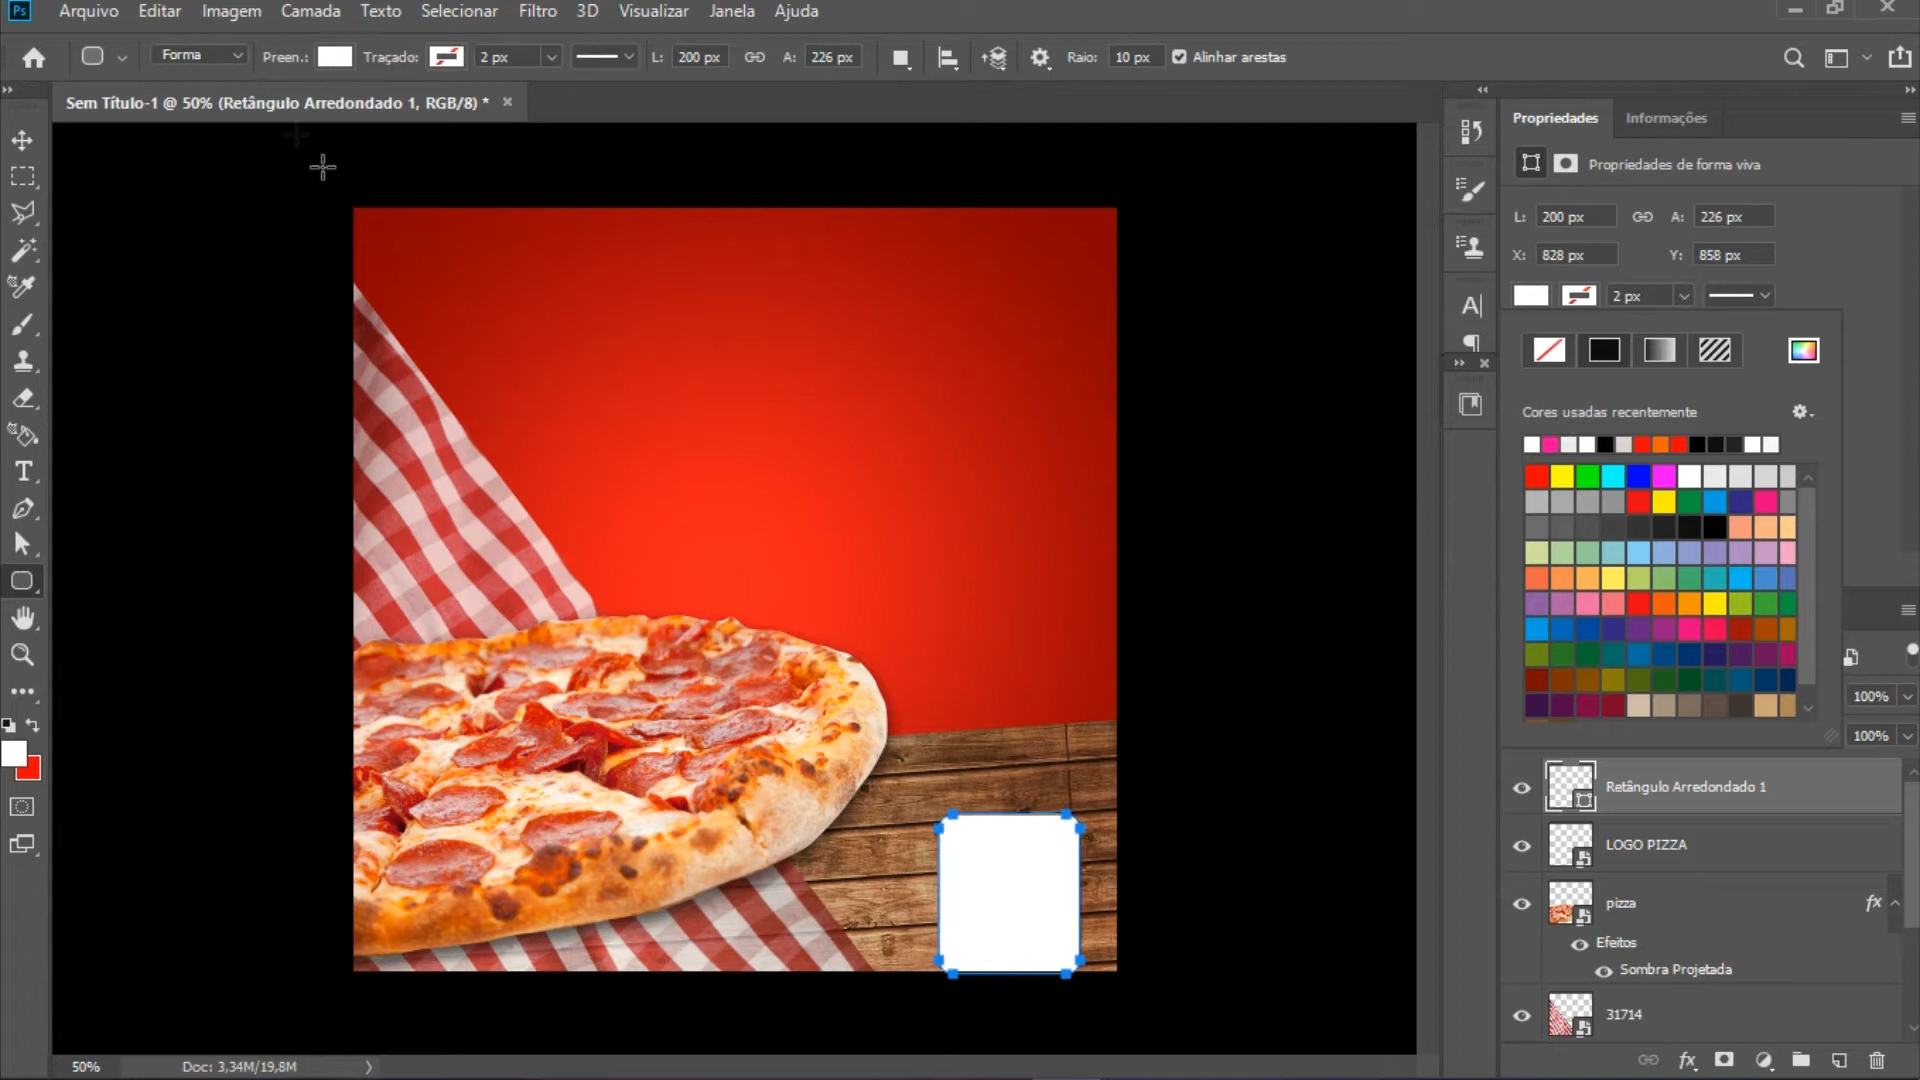 Ps Arquivo Editar Imagem Camada Texto Selecionar Filtro 3D Visualizar Janela Ajuda
Forma Preen.: Traçado: 2 px L: 200 px A: 226 px Raio: 10 px Alinhar arestas
Sem Título-1 @ 50% (Retângulo Arredondado 1, RGB/8) * ×
Propriedades Informações
Propriedades de forma viva
L: 200 px A: 226 px
X: 828 px Y: 858 px
2 px
Cores usadas recentemente
100%
100%
Retângulo Arredondado 1
LOGO PIZZA
pizza fx
Efeitos
Sombra Projetada
31714
50% Doc: 3,34M/19,8M
fx